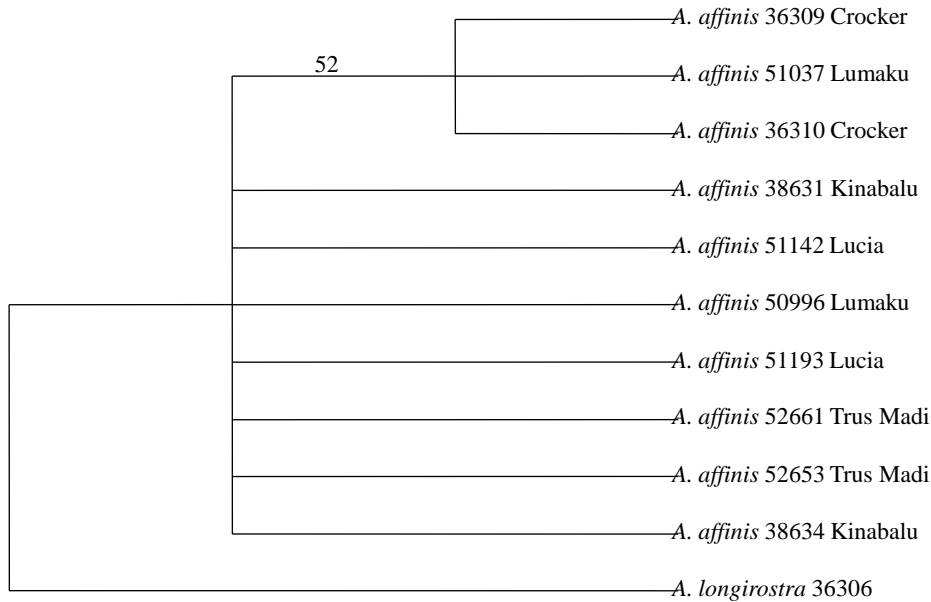 A. affinis 36309 Crocker
52
A. affinis 51037 Lumaku
A. affinis 36310 Crocker
A. affinis 38631 Kinabalu
A. affinis 51142 Lucia
A. affinis 50996 Lumaku
A. affinis 51193 Lucia
A. affinis 52661 Trus Madi
A. affinis 52653 Trus Madi
A. affinis 38634 Kinabalu
A. longirostra 36306